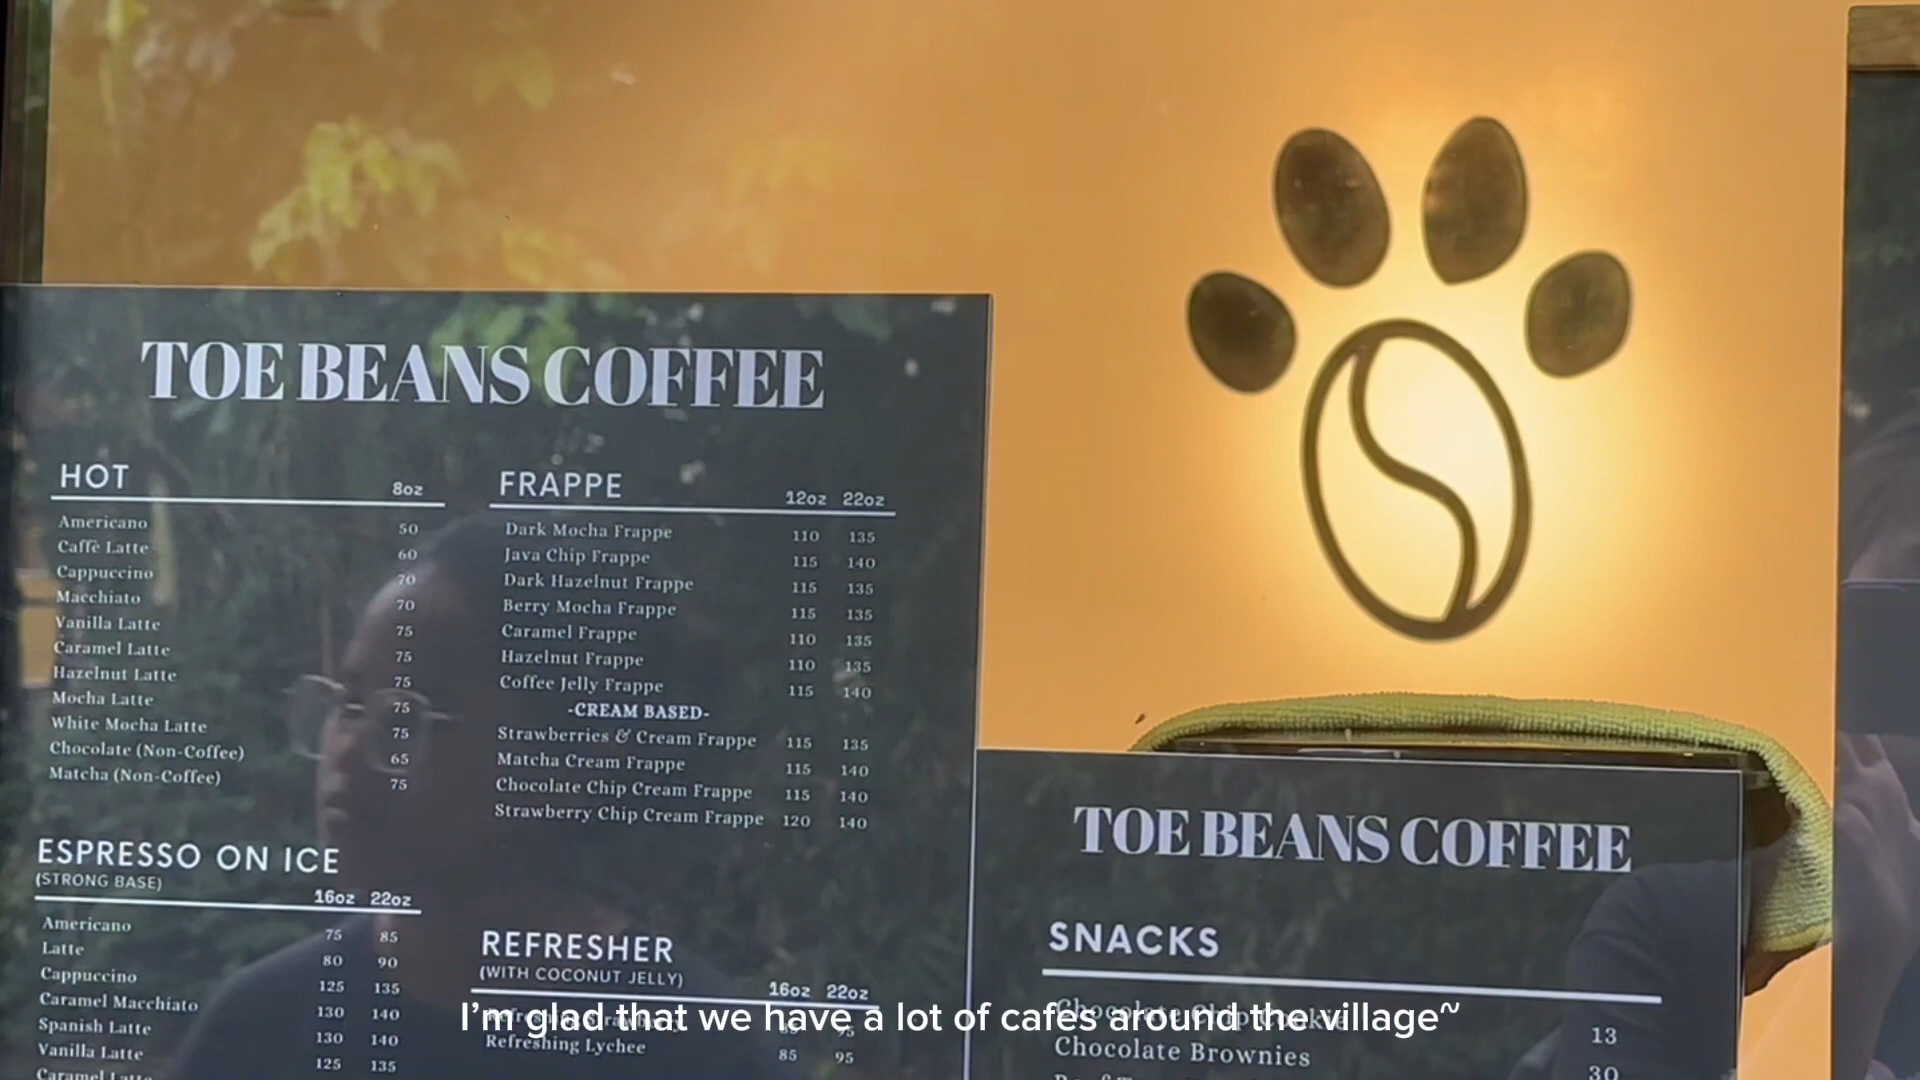 TOE BEANS COFFEE
HOT 8oz
Americano 50
Caffè Latte 60
Cappuccino 70
Macchiato 70
Vanilla Latte 75
Caramel Latte 75
Hazelnut Latte 75
Mocha Latte 75
White Mocha Latte 75
Chocolate (Non-Coffee) 65
Matcha (Non-Coffee) 75
ESPRESSO ON ICE
(STRONG BASE)
16oz 22oz
Americano 75 85
Latte 80 90
Cappuccino 125 135
Caramel Macchiato 130 140
Spanish Latte 130 140
Vanilla Latte 125 135
Caramel Latte
FRAPPE 12oz 22oz
Dark Mocha Frappe 110 135
Java Chip Frappe 115 140
Dark Hazelnut Frappe 115 135
Berry Mocha Frappe 115 135
Caramel Frappe 110 135
Hazelnut Frappe 110 135
Coffee Jelly Frappe 115 140
-CREAM BASED-
Strawberries & Cream Frappe 115 135
Matcha Cream Frappe 115 140
Chocolate Chip Cream Frappe 115 140
Strawberry Chip Cream Frappe 120 140
REFRESHER
(WITH COCONUT JELLY)
16oz 22oz
Refreshing Strawberry 85 95
Refreshing Lychee 85 95
TOE BEANS COFFEE
SNACKS
Chocolate Chip Cookie 13
Chocolate Brownies 30
I'm glad that we have a lot of cafes around the village~